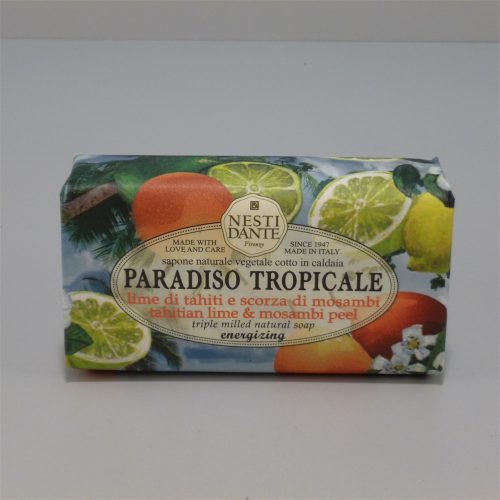 NESTI
DANTE
Firenze
MADE WITH
LOVE AND CARE
SINCE 1947
MADE IN ITALY
sapone naturale vegetale cotto in caldaia
PARADISO TROPICALE
lime di tahiti e scorza di mosambi
tahitian lime & mosambi peel
triple milled natural soap
energizing